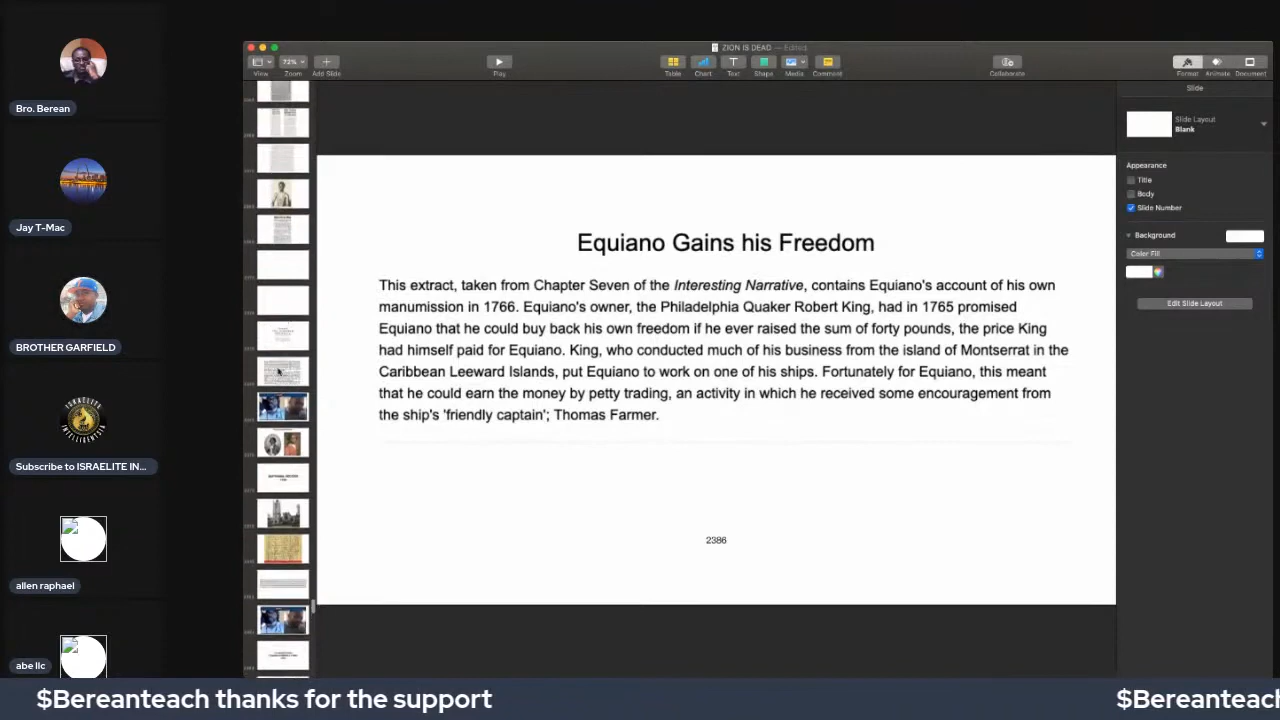 Bro. Berean
ay T-Mac
BROTHER GARFIELD
Subscribe to ISRAELITE IN...
allen raphael
he llc
ISRAELITE
INTELLIGENCE
ZION IS DEAD — Edited
72%
View
Zoom
Add Slide
Play
Table
Chart
Text
Shape
Media
Comment
Collaborate
Format
Animate
Document
Equiano Gains his Freedom
This extract, taken from Chapter Seven of the Interesting Narrative, contains Equiano's account of his own
manumission in 1766. Equiano's owner, the Philadelphia Quaker Robert King, had in 1765 promised
Equiano that he could buy back his own freedom if he ever raised the sum of forty pounds, the price King
had himself paid for Equiano. King, who conducted much of his business from the island of Montserrat in the
Caribbean Leeward Islands, put Equiano to work on one of his ships. Fortunately for Equiano, this meant
that he could earn the money by petty trading, an activity in which he received some encouragement from
the ship's 'friendly captain'; Thomas Farmer.
2386
Slide
Slide Layout
Blank
Appearance
Title
Body
Slide Number
Background
Color Fill
Edit Slide Layout
$Bereanteach thanks for the support
$Bereanteach